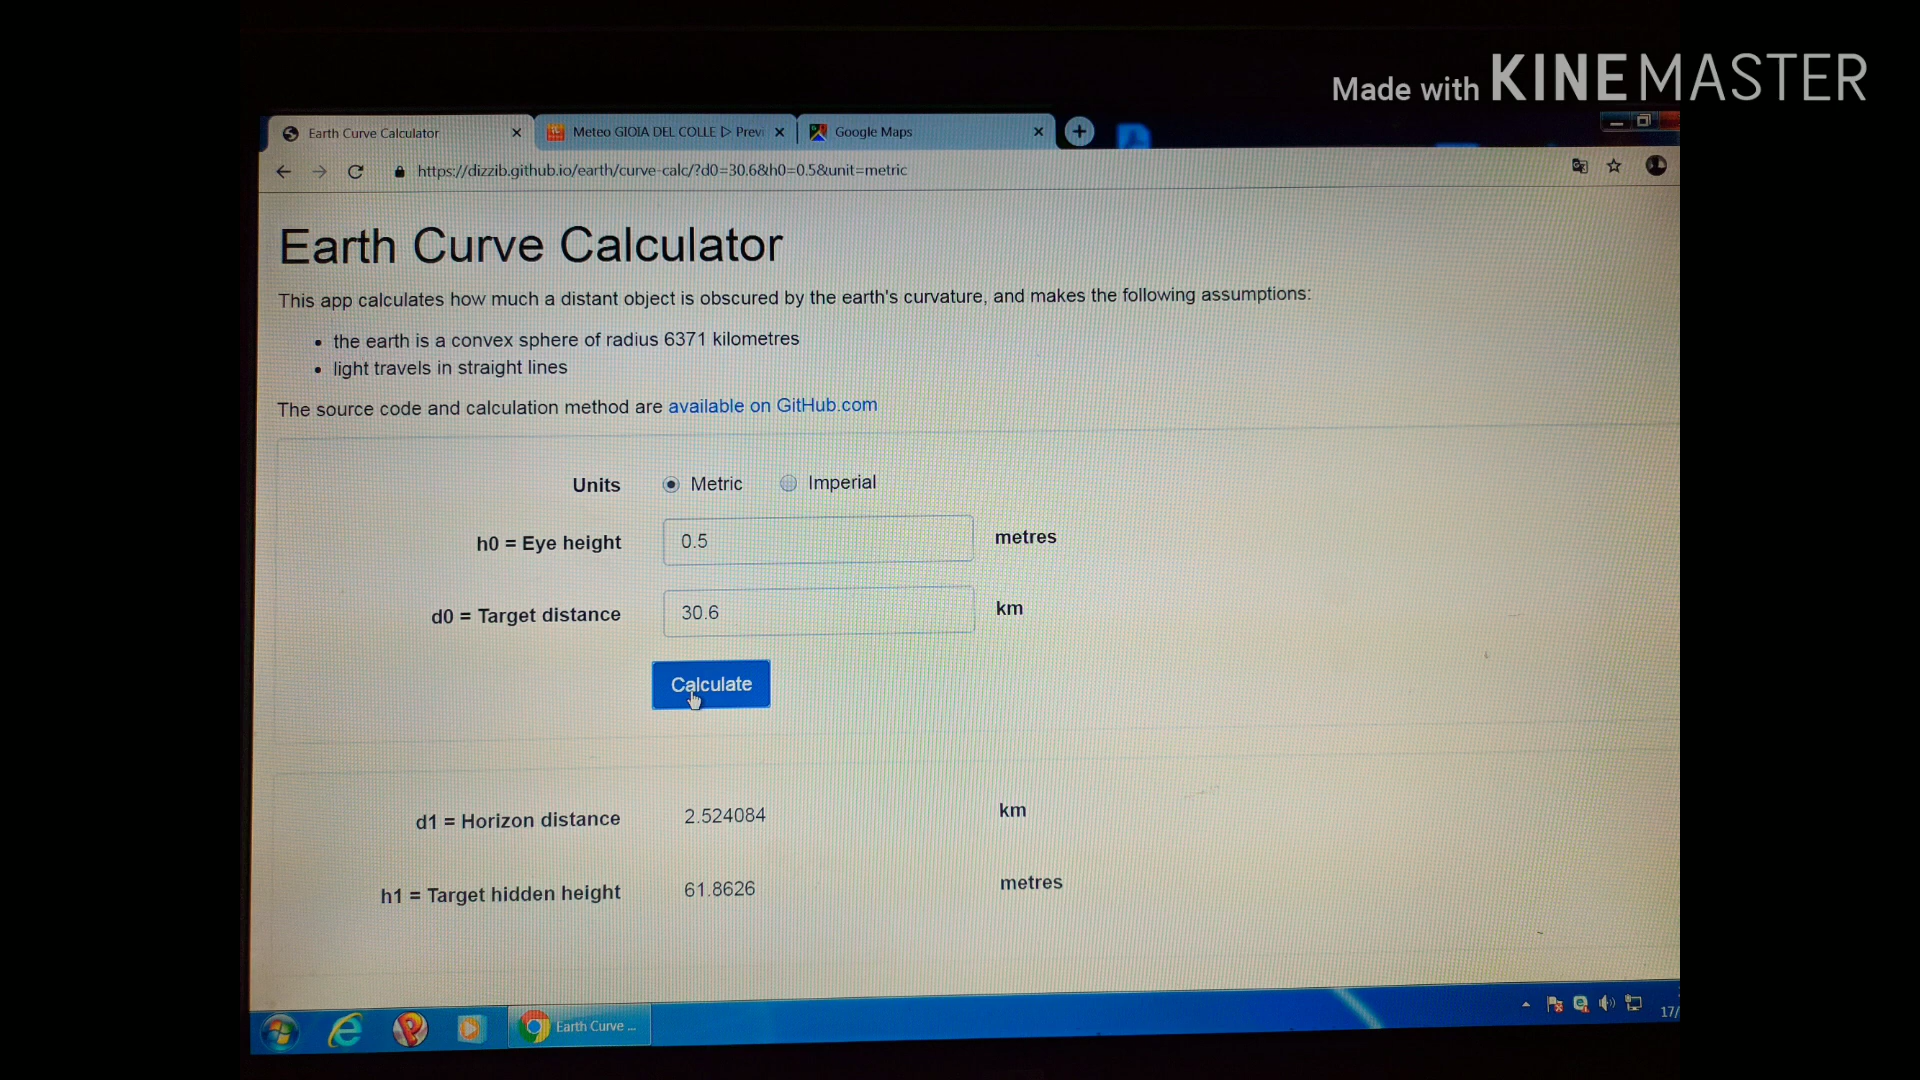 Made with KINEMASTER
Earth Curve Calculator
Meteo GIOIA DEL COLLE ▷ Previ
Google Maps
https://dizzib.github.io/earth/curve-calc/?d0=30.6&h0=0.5&unit=metric
Earth Curve Calculator
This app calculates how much a distant object is obscured by the earth's curvature, and makes the following assumptions:
• the earth is a convex sphere of radius 6371 kilometres
• light travels in straight lines
The source code and calculation method are available on GitHub.com
Units Metric Imperial
h0 = Eye height 0.5 metres
d0 = Target distance 30.6 km
Calculate
d1 = Horizon distance 2.524084 km
h1 = Target hidden height 61.8626 metres
Earth Curve ...
17/